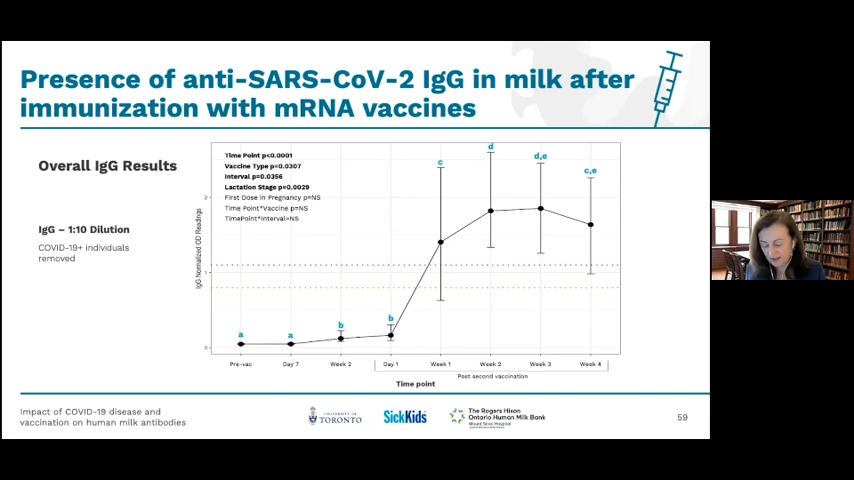 Presence of anti-SARS-CoV-2 IgG in milk after
immunization with mRNA vaccines
Overall IgG Results
IgG – 1:10 Dilution
COVID-19+ individuals
removed
Time Point p<0.0001
Vaccine Type p=0.0307
Interval p=0.0356
Lactation Stage p=0.0029
First Dose in Pregnancy p=NS
Time Point*Vaccine p=NS
TimePoint*Interval=NS
IgG Normalized OD Readings
2
1
0
a
a
b
b
c
d
d,e
c,e
Pre-vac
Day 7
Week 2
Day 1
Week 1
Week 2
Week 3
Week 4
Post second vaccination
Time point
Impact of COVID-19 disease and
vaccination on human milk antibodies
UNIVERSITY OF
TORONTO
SickKids
The Rogers Hixon
Ontario Human Milk Bank
Mount Sinai Hospital
59